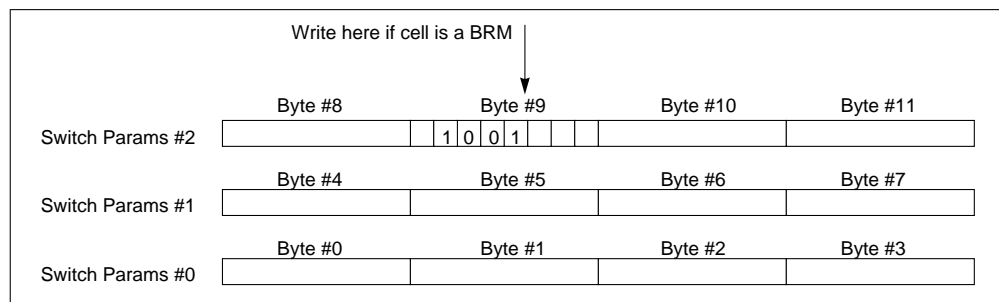 Write here if cell is a BRM
Byte #8 Byte #9 Byte #10 Byte #11
Switch Params #2 1 0 0 1
Byte #4 Byte #5 Byte #6 Byte #7
Switch Params #1
Byte #0 Byte #1 Byte #2 Byte #3
Switch Params #0